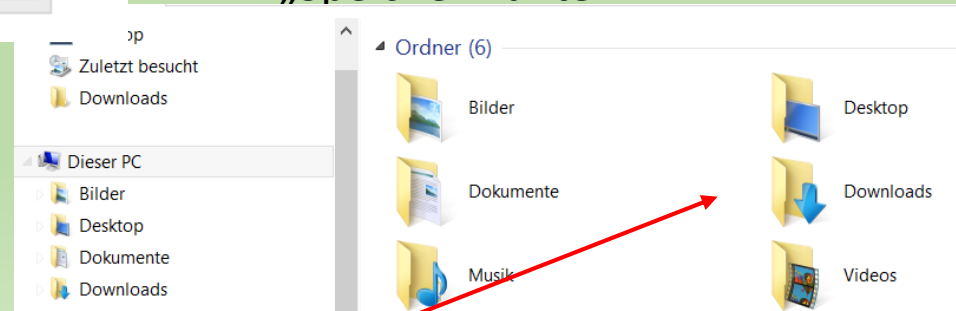 Zuletzt besucht
Downloads
Dieser PC
Bilder
Desktop
Dokumente
Downloads
Ordner (6)
Bilder
Desktop
Dokumente
Downloads
Musik
Videos